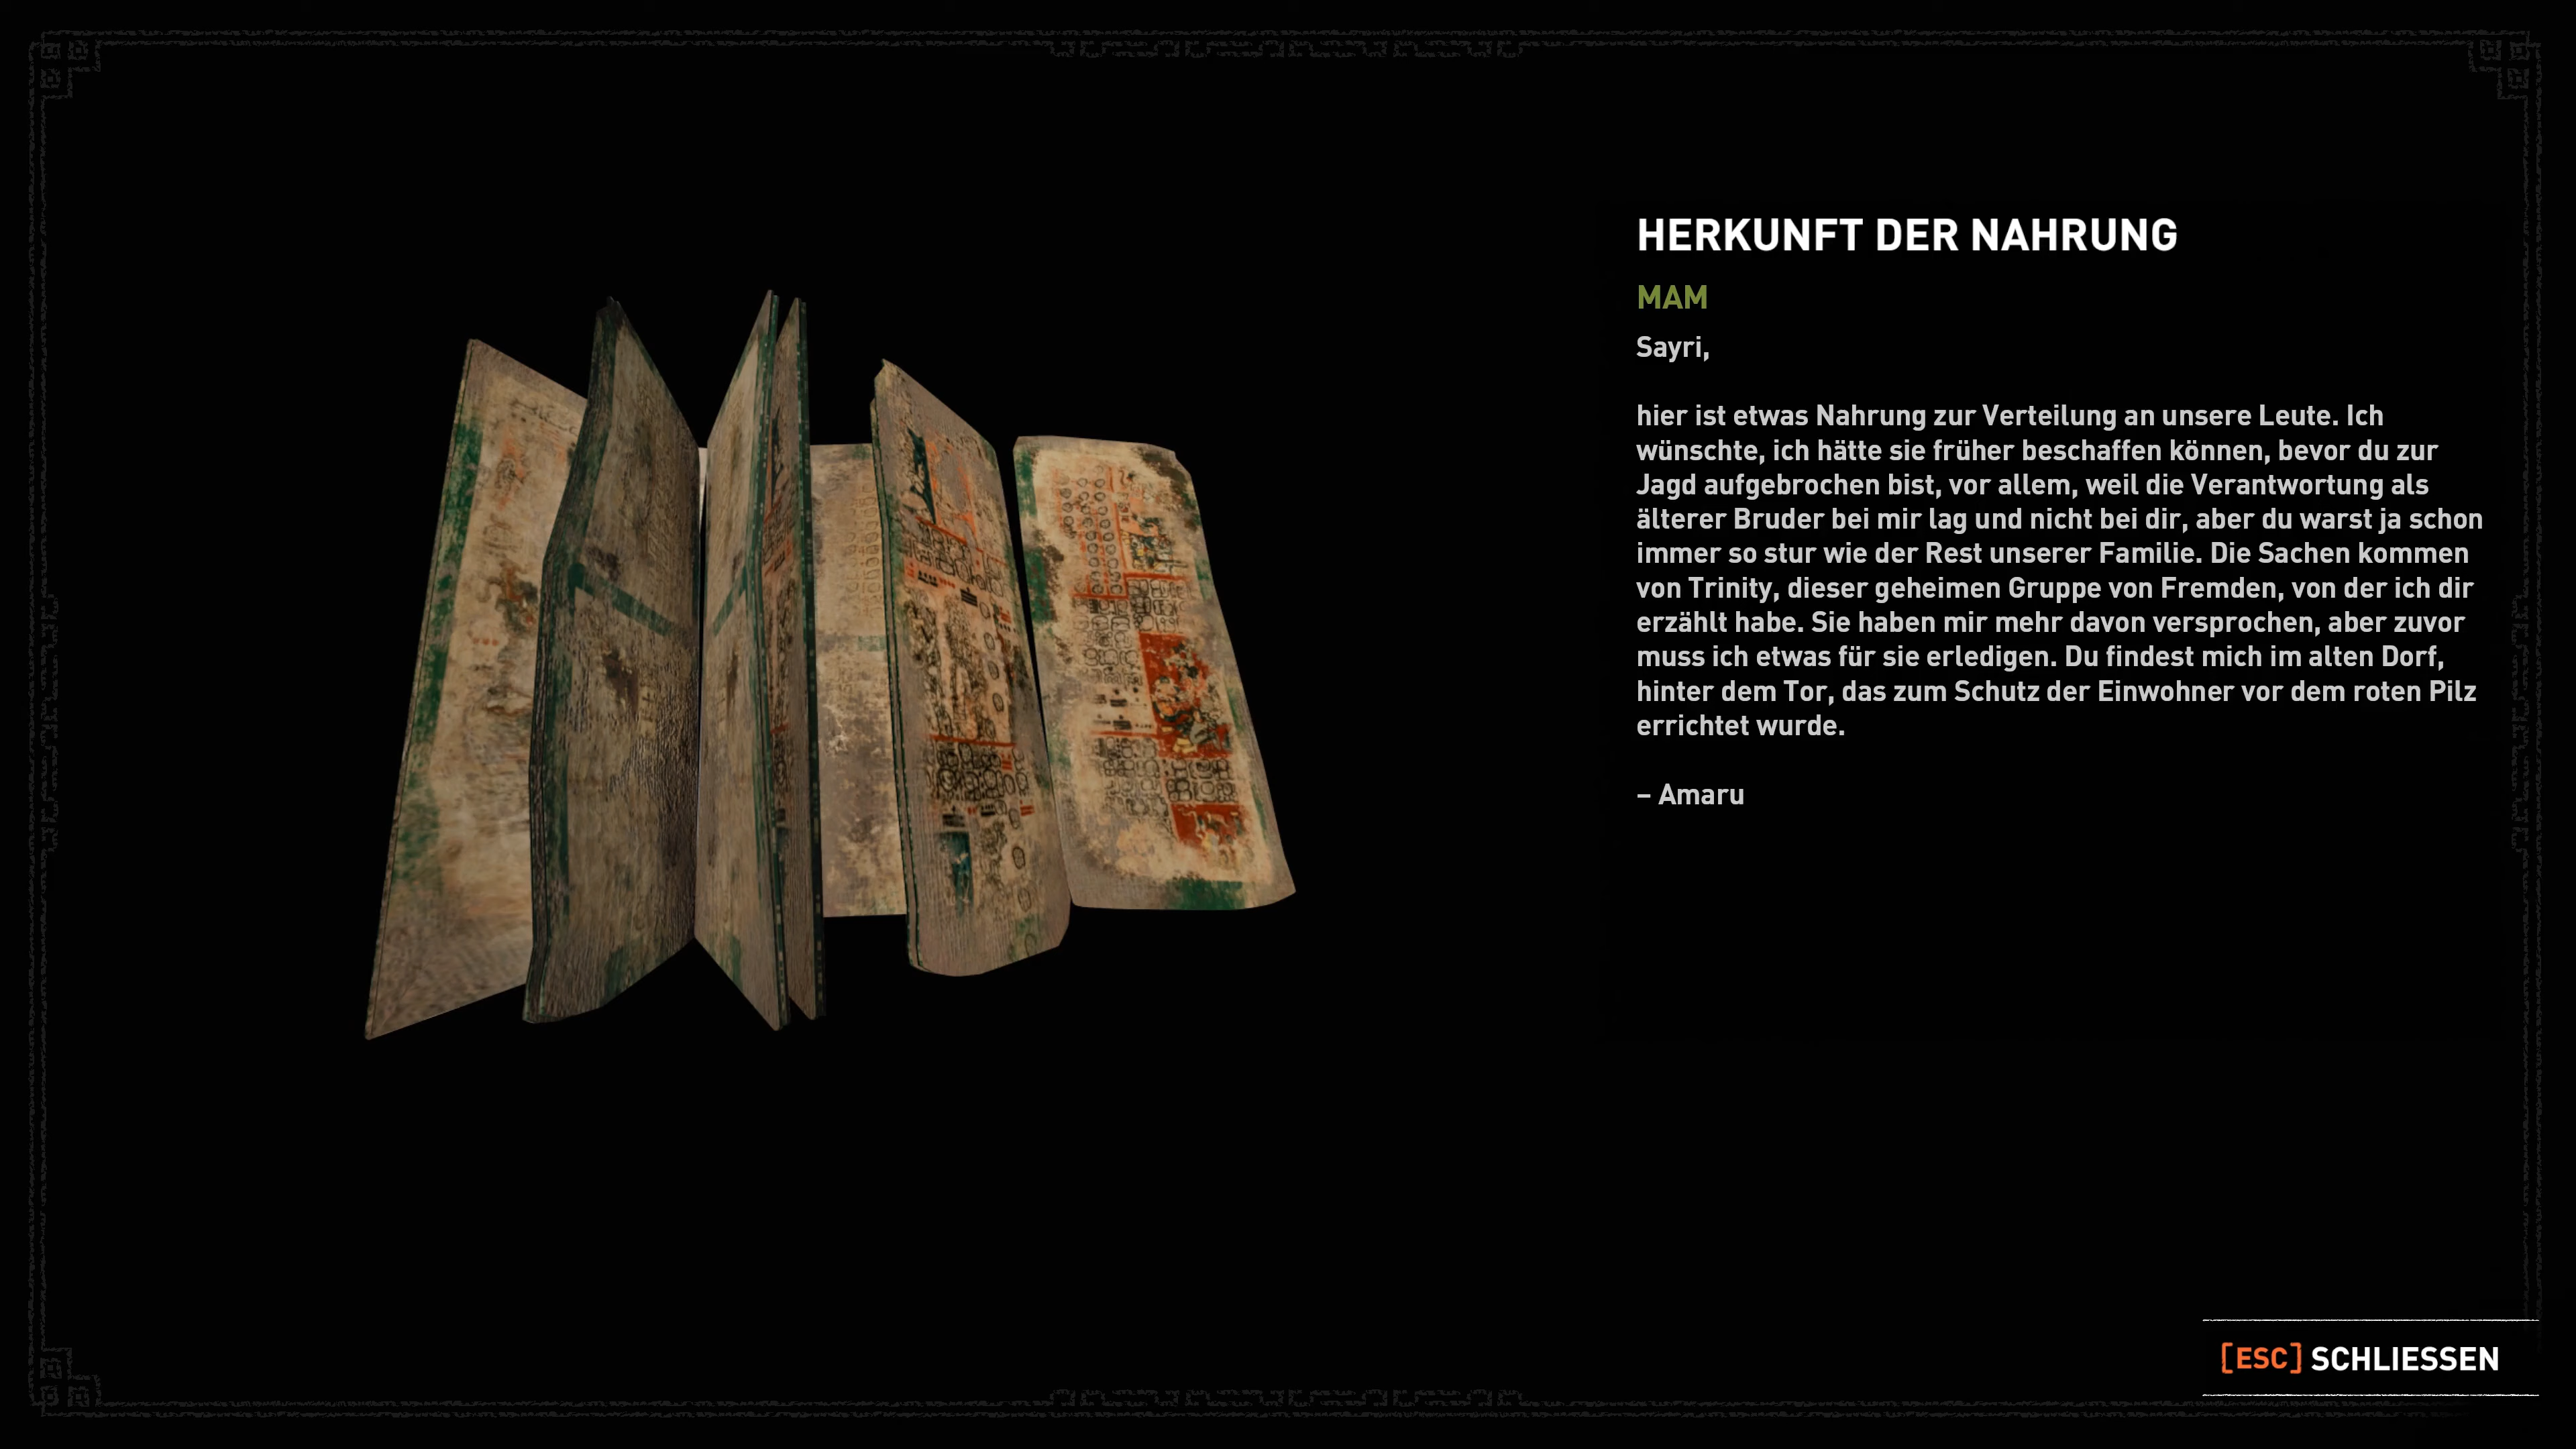 HERKUNFT DER NAHRUNG
MAM
Sayri,
hier ist etwas Nahrung zur Verteilung an unsere Leute. Ich
wünschte, ich hätte sie früher beschaffen können, bevor du zur
Jagd aufgebrochen bist, vor allem, weil die Verantwortung als
älterer Bruder bei mir lag und nicht bei dir, aber du warst ja schon
immer so stur wie der Rest unserer Familie. Die Sachen kommen
von Trinity, dieser geheimen Gruppe von Fremden, von der ich dir
erzählt habe. Sie haben mir mehr davon versprochen, aber zuvor
muss ich etwas für sie erledigen. Du findest mich im alten Dorf,
hinter dem Tor, das zum Schutz der Einwohner vor dem roten Pilz
errichtet wurde.
– Amaru
[ESC] SCHLIESSEN